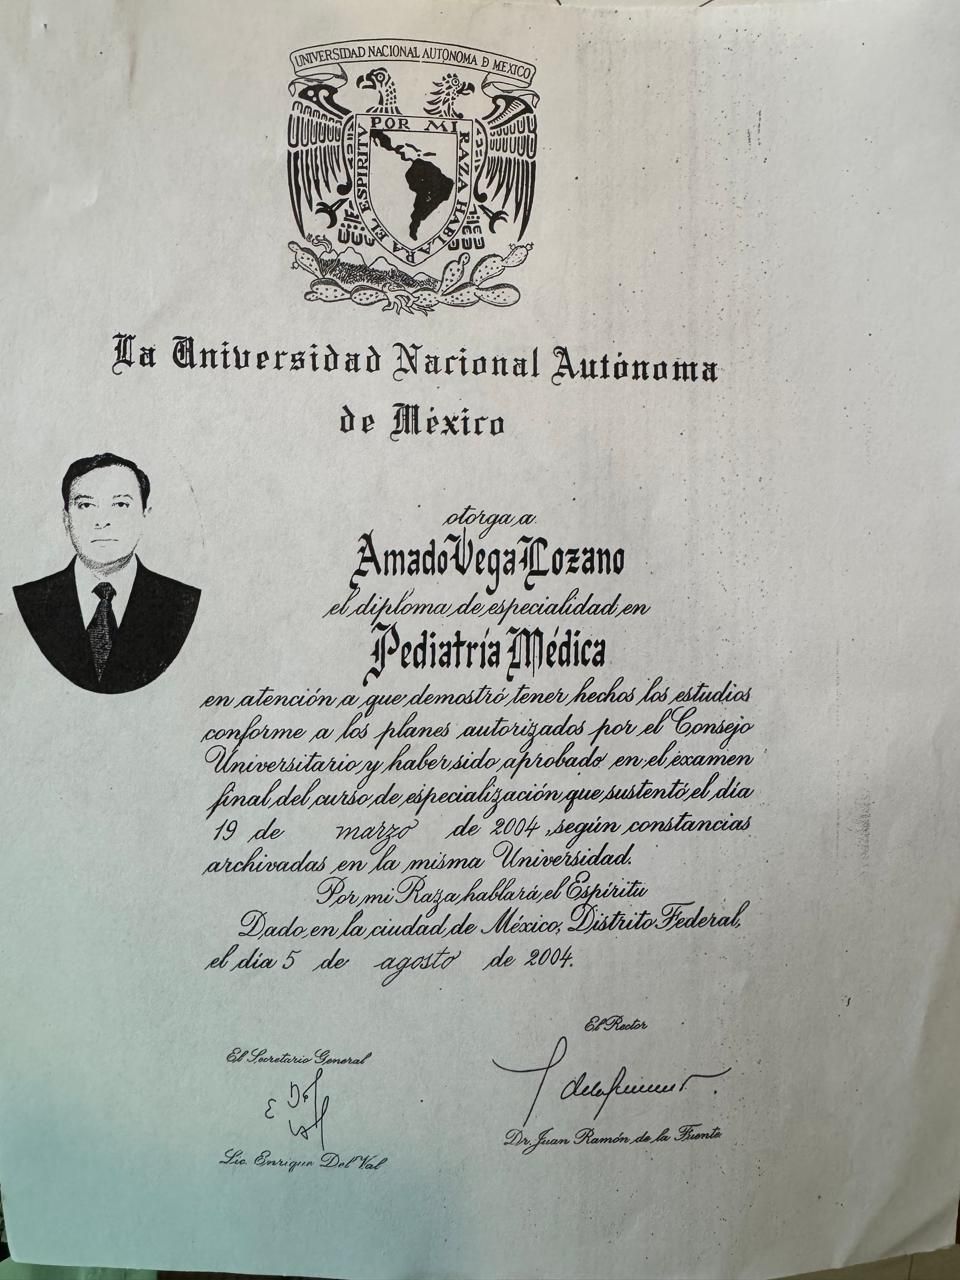 UNIVERSIDAD NACIONAL AUTONOMA D MEXICO
POR MI RAZA HABLARA EL ESPIRITV
La Universidad Nacional Autónoma
de México
otorga a
Amado Vega Lozano
el diploma de especialidad en
Pediatría Médica
en atención a que demostró tener hechos los estudios
conforme a los planes autorizados por el Consejo
Universitario y haber sido aprobado en el examen
final del curso de especialización que sustentó el día
19 de marzo de 2004, según constancias
archivadas en la misma Universidad.
Por mi Raza hablará el Espíritu
Dado en la ciudad de México, Distrito Federal,
el día 5 de agosto de 2004.
El Rector
El Secretario General
Dr. Juan Ramón de la Fuente
Lic. Enrique Del Val